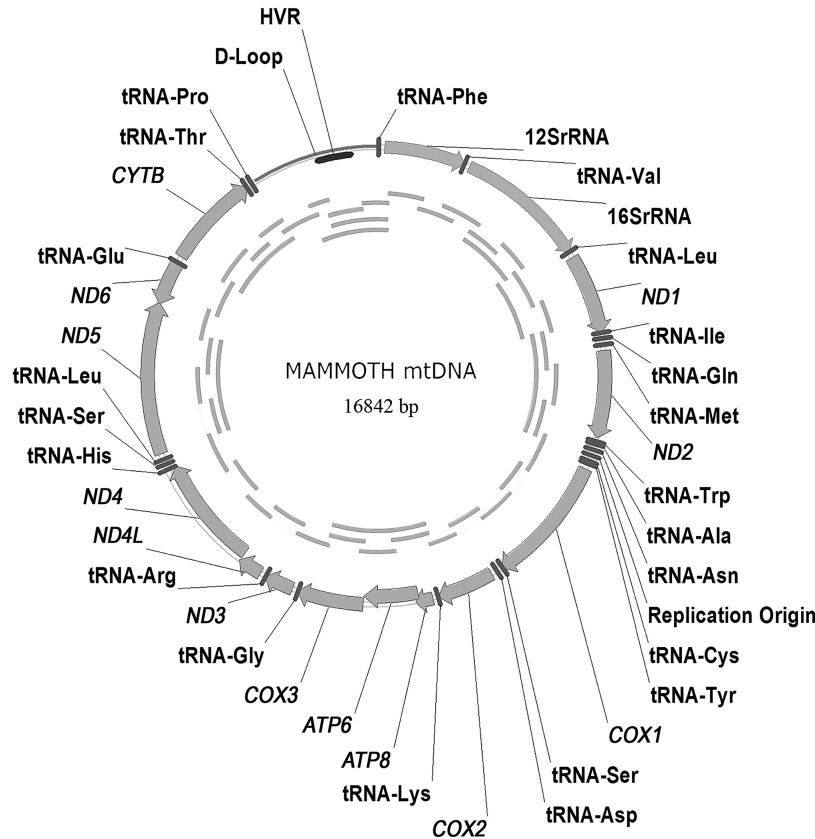 HVR
D-Loop
tRNA-Pro
tRNA-Thr
CYTB
tRNA-Glu
ND6
ND5
tRNA-Leu
tRNA-Ser
tRNA-His
ND4
ND4L
tRNA-Arg
ND3
tRNA-Gly
COX3
ATP6
ATP8
tRNA-Lys
COX2
tRNA-Phe
12SrRNA
tRNA-Val
16SrRNA
tRNA-Leu
ND1
tRNA-Ile
tRNA-Gln
tRNA-Met
ND2
tRNA-Trp
tRNA-Ala
tRNA-Asn
Replication Origin
tRNA-Cys
tRNA-Tyr
COX1
tRNA-Ser
tRNA-Asp
MAMMOTH mtDNA
16842 bp